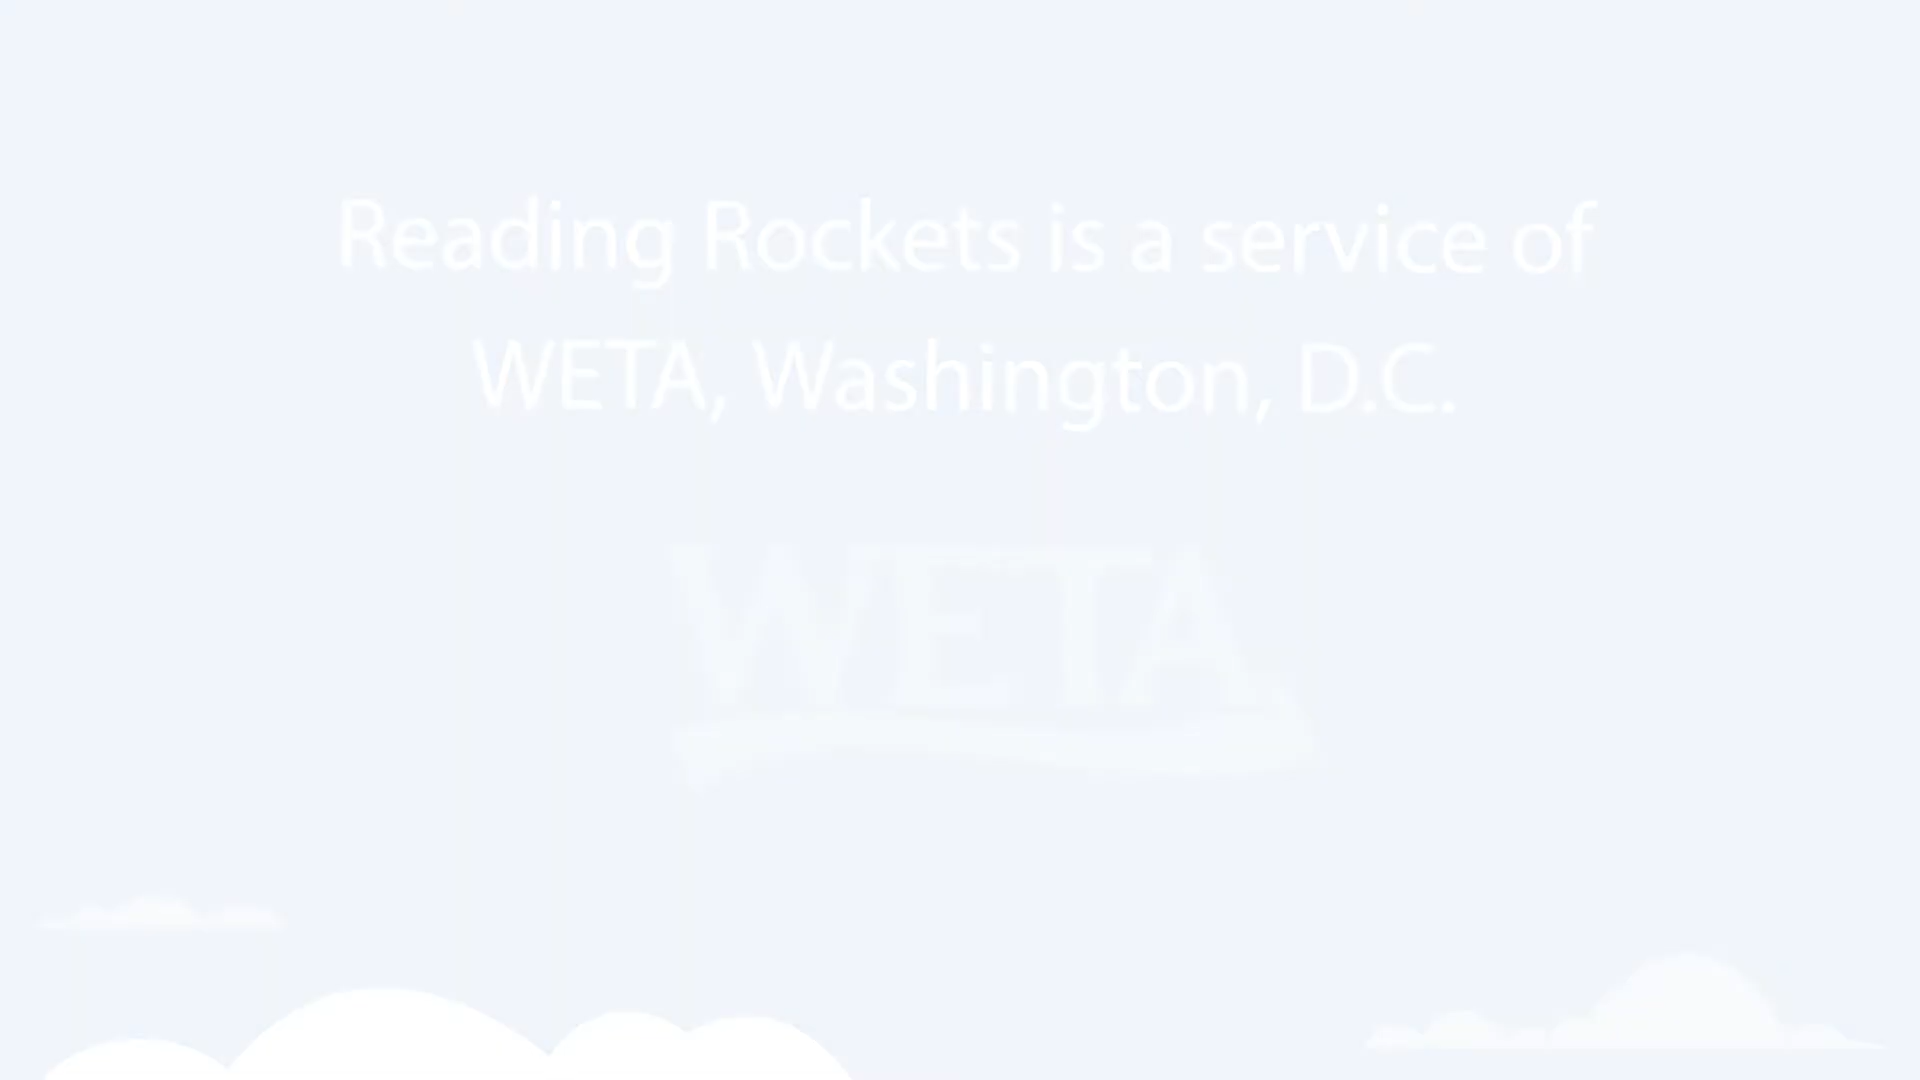 Reading Rockets is a service of
WETA, Washington, D.C.
WETA